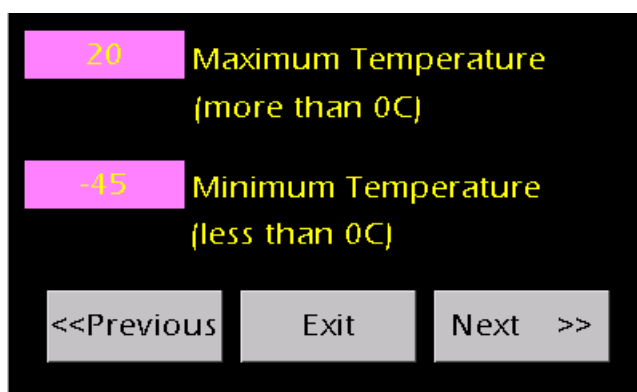 20 Maximum Temperature
(more than 0C)
-45 Minimum Temperature
(less than 0C)
<<Previous Exit Next >>